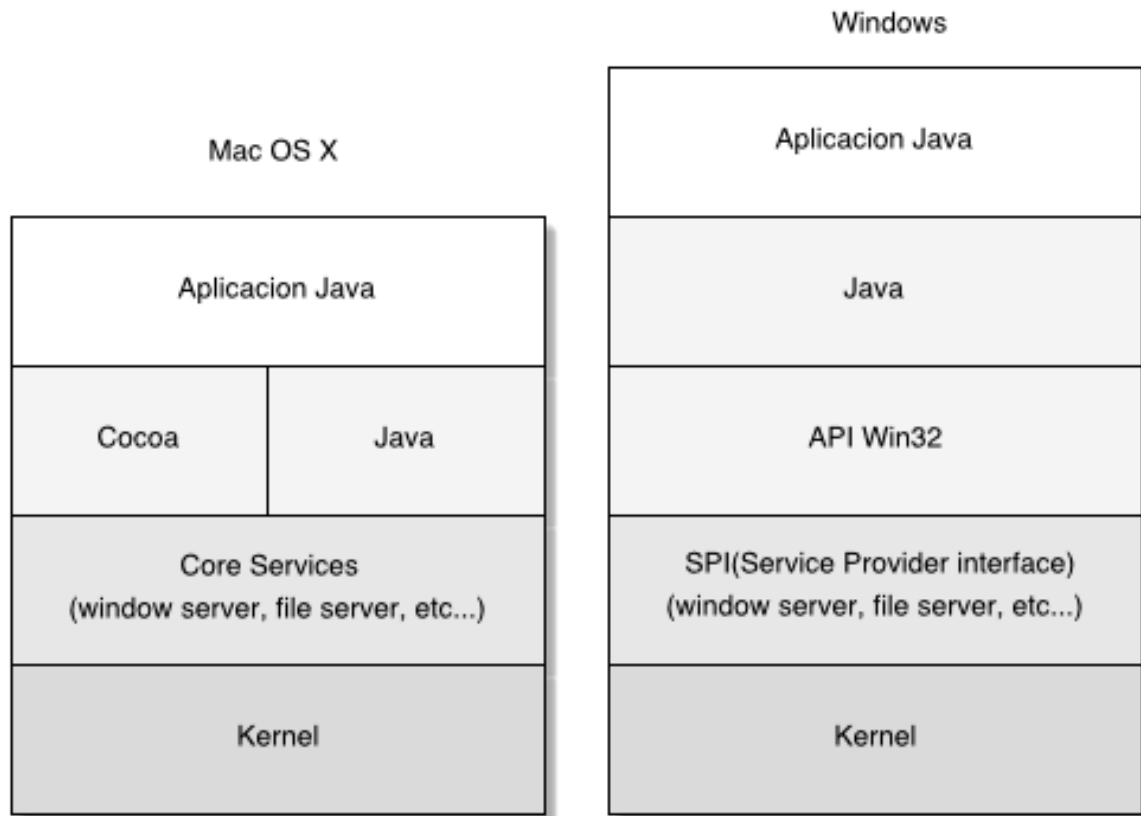 Mac OS X
Aplicacion Java
Cocoa
Java
Core Services
(window server, file server, etc...)
Kernel
Windows
Aplicacion Java
Java
API Win32
SPI(Service Provider interface)
(window server, file server, etc...)
Kernel